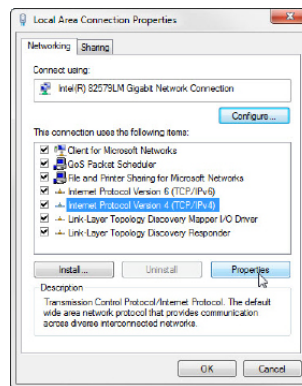 Local Area Connection Properties
Networking
Sharing
Connect using:
Intel(R) 82579LM Gigabit Network Connection
Configure...
This connection uses the following items:
Client for Microsoft Networks
QoS Packet Scheduler
File and Printer Sharing for Microsoft Networks
Internet Protocol Version 6 (TCP/IPv6)
Internet Protocol Version 4 (TCP/IPv4)
Link-Layer Topology Discovery Mapper I/O Driver
Link-Layer Topology Discovery Responder
Install...
Uninstall
Properties
Description
Transmission Control Protocol/Internet Protocol. The default
wide area network protocol that provides communication
across diverse interconnected networks.
OK
Cancel